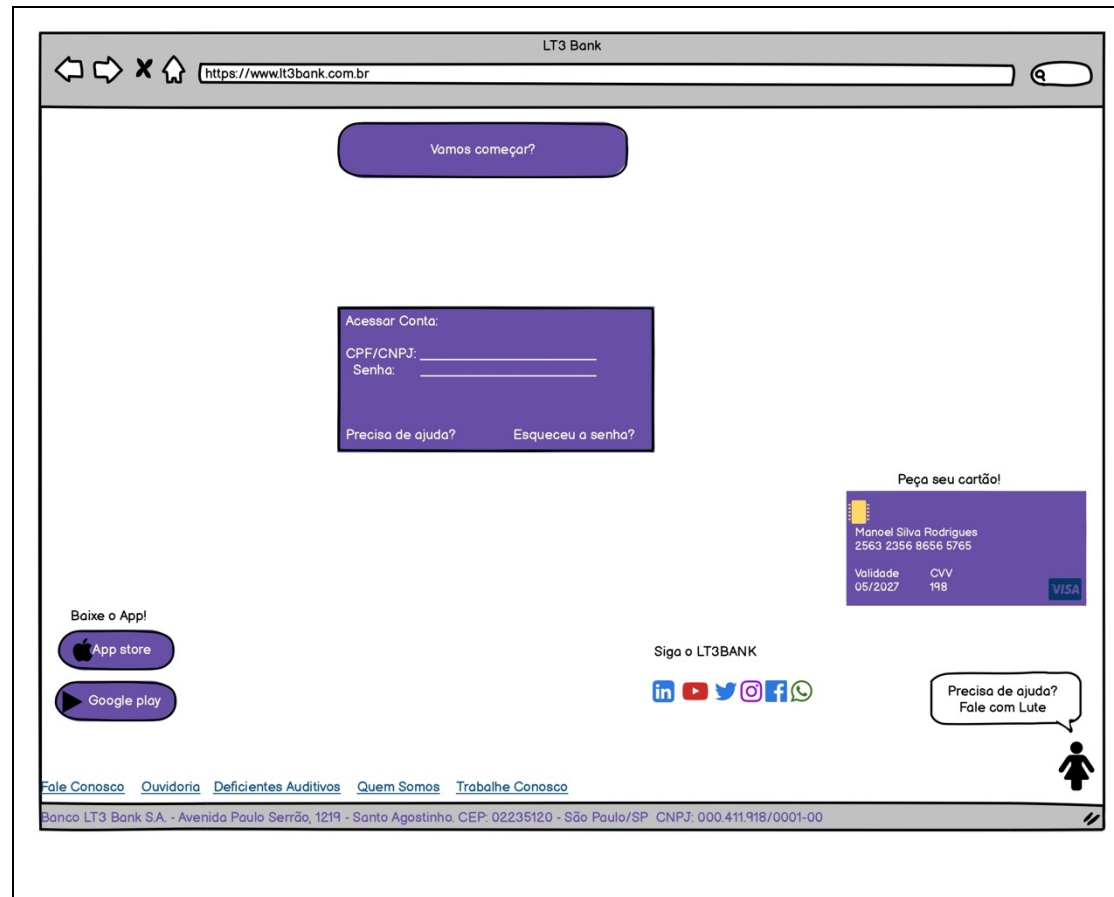 LT3 Bank
https://www.lt3bank.com.br
Vamos começar?
Acessar Conta:
CPF/CNPJ:
Senha:
Precisa de ajuda? Esqueceu a senha?
Peça seu cartão!
Manoel Silva Rodrigues
2563 2356 8656 5765
Validade CVV
05/2027 198
VISA
Baixe o App!
App store
Google play
Siga o LT3BANK
in
Precisa de ajuda?
Fale com Lute
Fale Conosco Ouvidoria Deficientes Auditivos Quem Somos Trabalhe Conosco
Banco LT3 Bank S.A. - Avenida Paulo Serrão, 1219 - Santo Agostinho. CEP: 02235120 - São Paulo/SP CNPJ: 000.411.918/0001-00